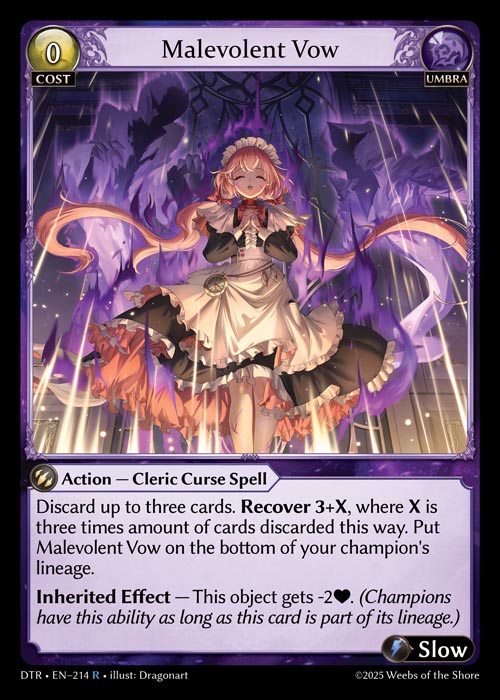 0
COST
Malevolent Vow
UMBRA
Action — Cleric Curse Spell
Discard up to three cards. Recover 3+X, where X is
three times amount of cards discarded this way. Put
Malevolent Vow on the bottom of your champion's
lineage.
Inherited Effect — This object gets -2♥. (Champions
have this ability as long as this card is part of its lineage.)
Slow
DTR • EN–214 R • illust: Dragonart
©2025 Weebs of the Shore